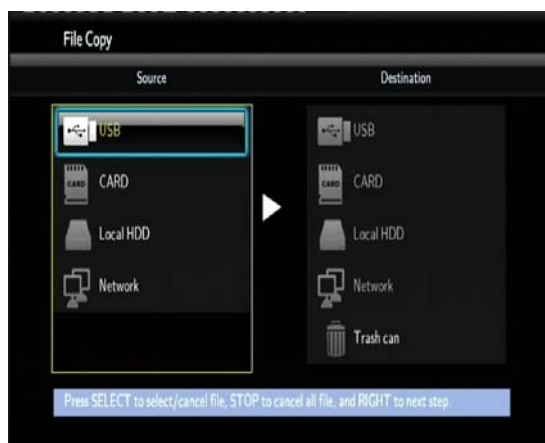 File Copy
Source
Destination
USB
CARD
Local HDD
Network
USB
CARD
Local HDD
Network
Trash can
Press SELECT to select/cancel file, STOP to cancel all file, and RIGHT to next step.